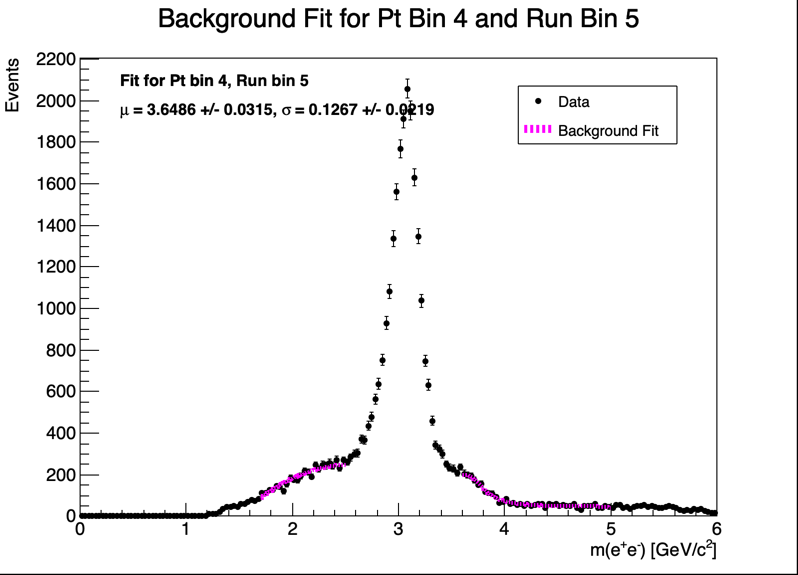 Background Fit for Pt Bin 4 and Run Bin 5
Events
2200
2000
1800
1600
1400
1200
1000
800
600
400
200
0
Fit for Pt bin 4, Run bin 5
μ = 3.6486 +/- 0.0315, σ = 0.1267 +/- 0.0219
Data
Background Fit
0 1 2 3 4 5 6
m(e⁺e⁻) [GeV/c²]